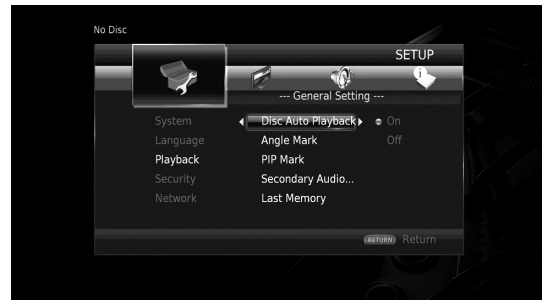 No Disc
SETUP
--- General Setting ---
System Disc Auto Playback On
Language Angle Mark Off
Playback PIP Mark
Security Secondary Audio...
Network Last Memory
RETURN Return